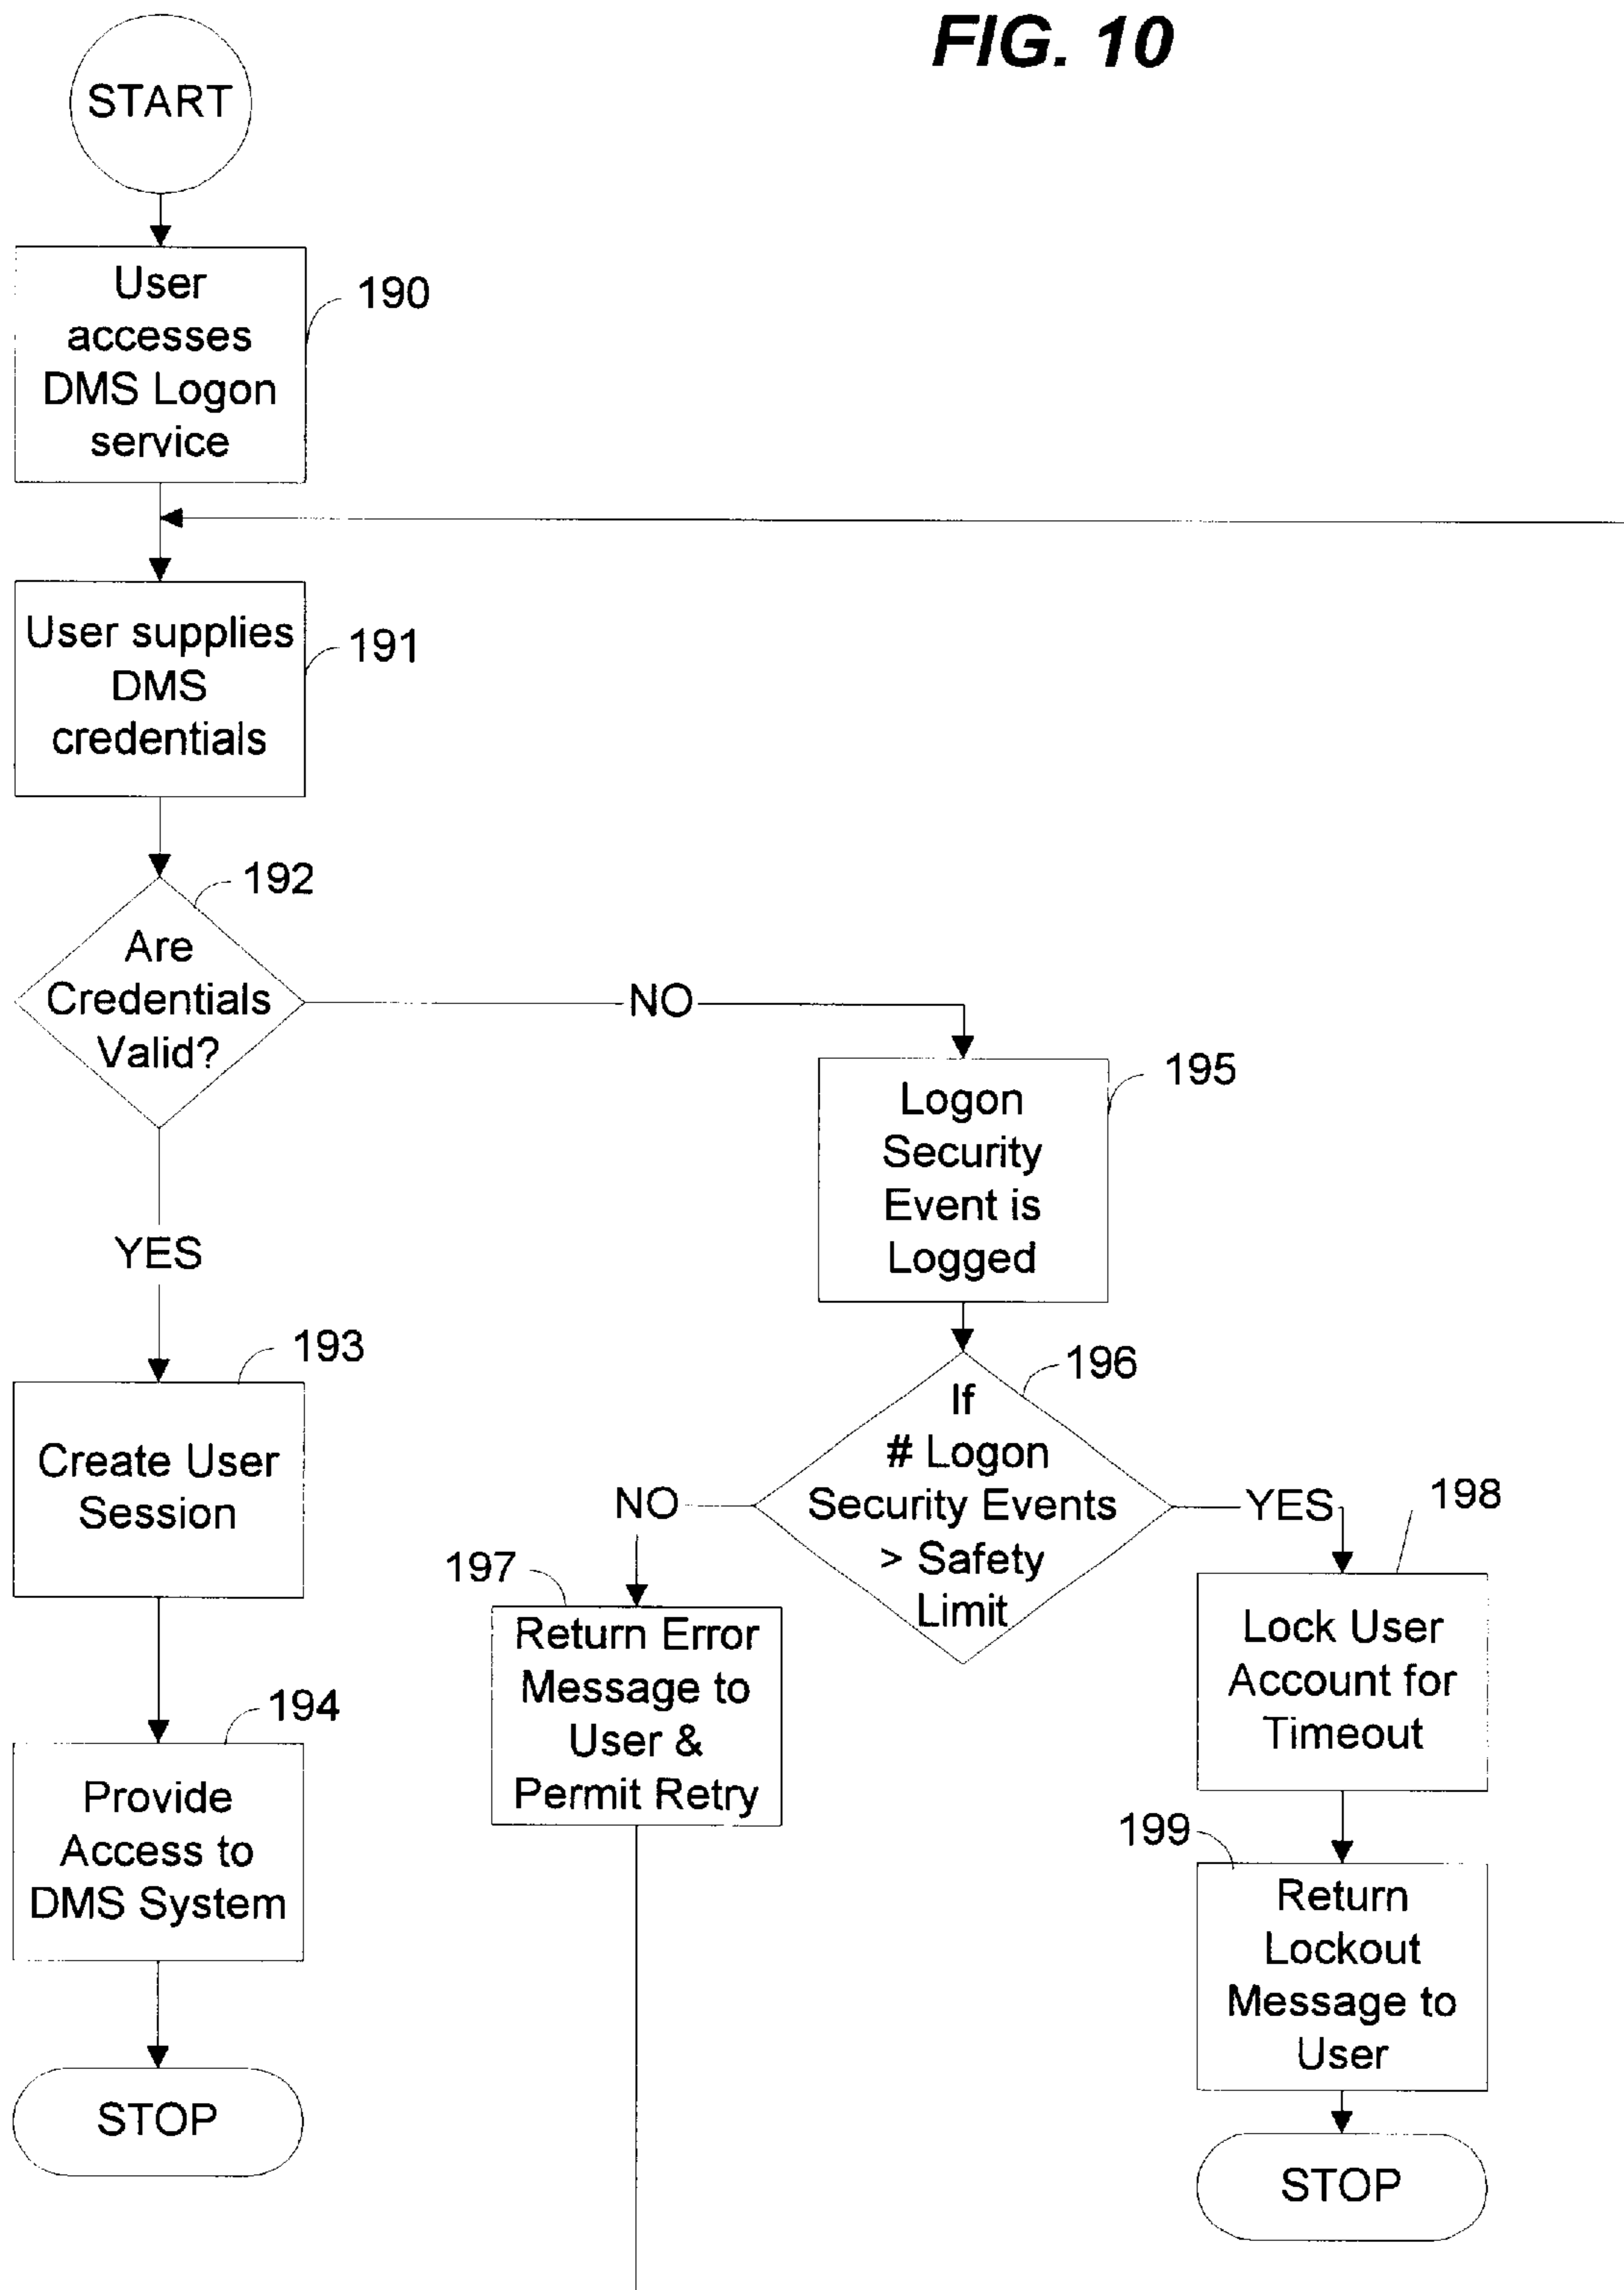 FIG. 10
START
User
accesses
DMS Logon
service
190
User supplies
DMS
credentials
191
192
Are
Credentials
Valid?
NO
YES
195
Logon
Security
Event is
Logged
193
Create User
Session
196
If
# Logon
Security Events
> Safety
Limit
NO
YES
197
Return Error
Message to
User &
Permit Retry
198
Lock User
Account for
Timeout
194
Provide
Access to
DMS System
199
Return
Lockout
Message to
User
STOP
STOP